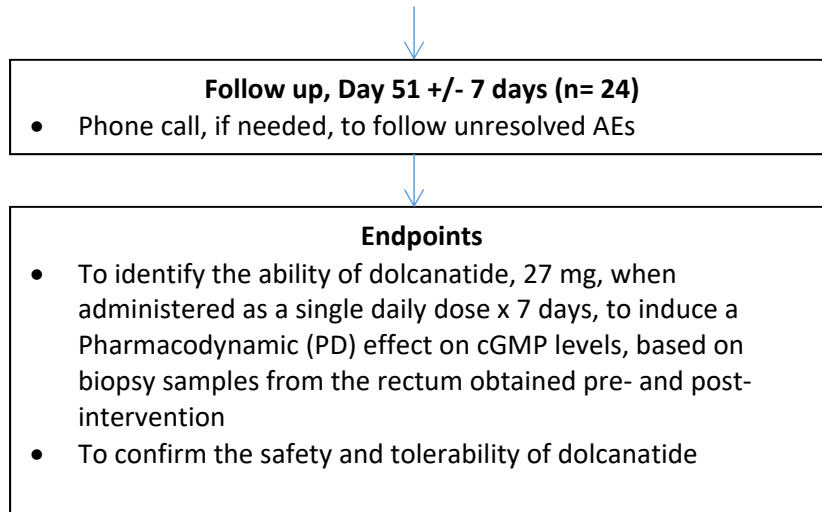 Follow up, Day 51 +/- 7 days (n= 24)
• Phone call, if needed, to follow unresolved AEs
Endpoints
• To identify the ability of dolcanatide, 27 mg, when
administered as a single daily dose x 7 days, to induce a
Pharmacodynamic (PD) effect on cGMP levels, based on
biopsy samples from the rectum obtained pre- and post-
intervention
• To confirm the safety and tolerability of dolcanatide